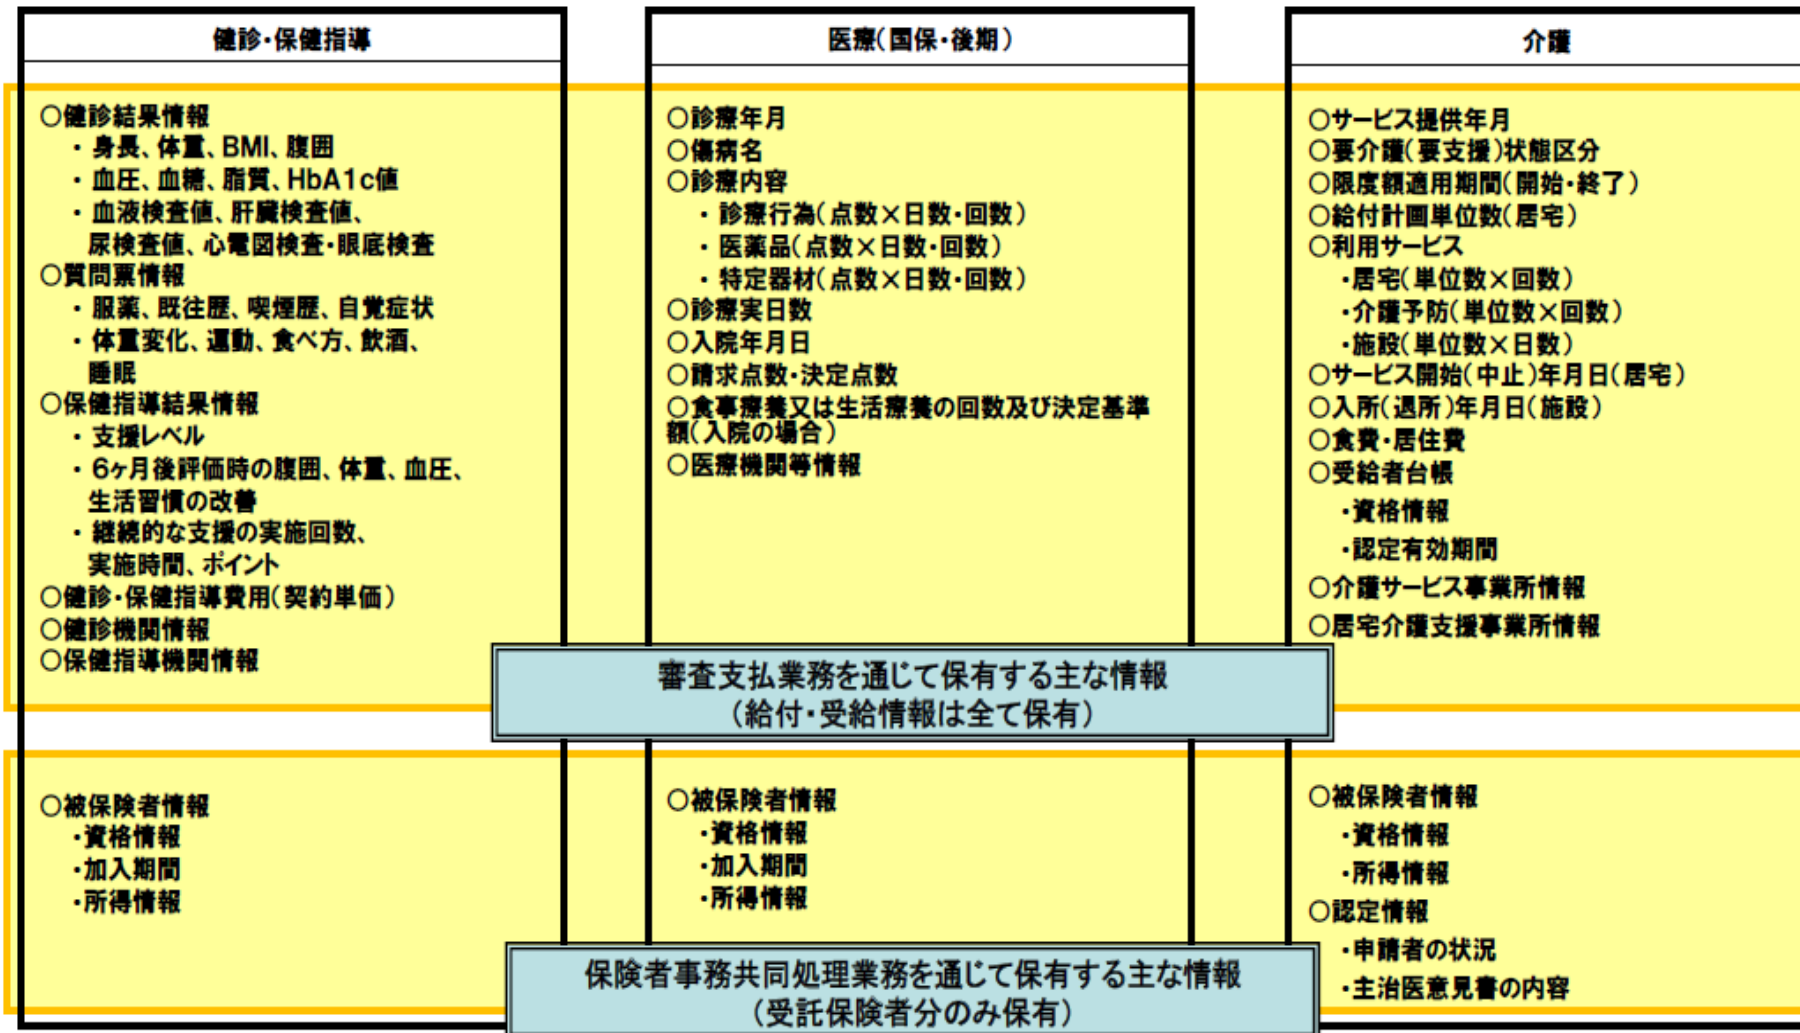 健診・保健指導
○健診結果情報
・身長、体重、BMI、腹囲
・血圧、血糖、脂質、HbA1c値
・血液検査値、肝臓検査値、
尿検査値、心電図検査・眼底検査
○質問票情報
・服薬、既往歴、喫煙歴、自覚症状
・体重変化、運動、食べ方、飲酒、
睡眠
○保健指導結果情報
・支援レベル
・6ヶ月後評価時の腹囲、体重、血圧、
生活習慣の改善
・継続的な支援の実施回数、
実施時間、ポイント
○健診・保健指導費用(契約単価)
○健診機関情報
○保健指導機関情報
医療(国保・後期)
○診療年月
○傷病名
○診療内容
・診療行為(点数×日数・回数)
・医薬品(点数×日数・回数)
・特定器材(点数×日数・回数)
○診療実日数
○入院年月日
○請求点数・決定点数
○食事療養又は生活療養の回数及び決定基準
額(入院の場合)
○医療機関等情報
介護
○サービス提供年月
○要介護(要支援)状態区分
○限度額適用期間(開始・終了)
○給付計画単位数(居宅)
○利用サービス
・居宅(単位数×回数)
・介護予防(単位数×回数)
・施設(単位数×日数)
○サービス開始(中止)年月日(居宅)
○入所(退所)年月日(施設)
○食費・居住費
○受給者台帳
・資格情報
・認定有効期間
○介護サービス事業所情報
○居宅介護支援事業所情報
審査支払業務を通じて保有する主な情報
(給付・受給情報は全て保有)
○被保険者情報
・資格情報
・加入期間
・所得情報
○被保険者情報
・資格情報
・加入期間
・所得情報
○被保険者情報
・資格情報
・所得情報
○認定情報
・申請者の状況
・主治医意見書の内容
保険者事務共同処理業務を通じて保有する主な情報
(受託保険者分のみ保有)